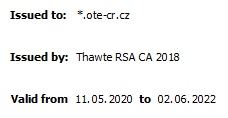 Issued to: *.ote-cr.cz
Issued by: Thawte RSA CA 2018
Valid from 11.05.2020 to 02.06.2022